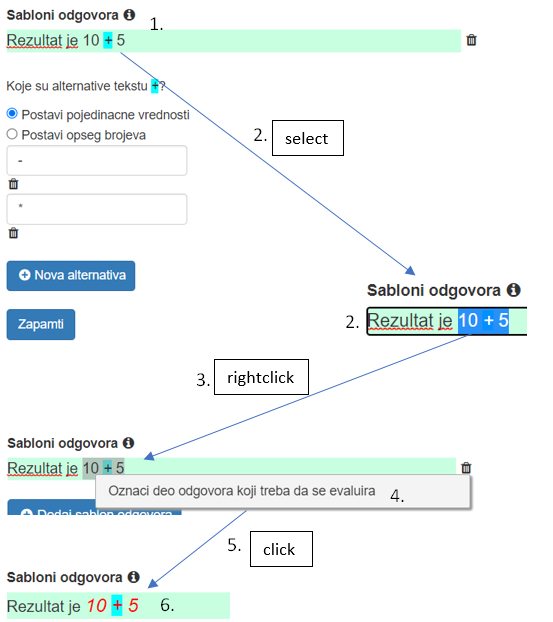 Sabloni odgovora
1.
Rezultat je 10 + 5
Koje su alternative tekstu +?
Postavi pojedinacne vrednosti
Postavi opseg brojeva
2. select
-
*
Nova alternativa
Sabloni odgovora
Zapamti
2. Rezultat je 10 + 5
3. rightclick
Sabloni odgovora
Rezultat je 10 + 5
Oznaci deo odgovora koji treba da se evaluira 4.
Dodaj sablon odgovora
5. click
Sabloni odgovora
Rezultat je 10 + 5 6.